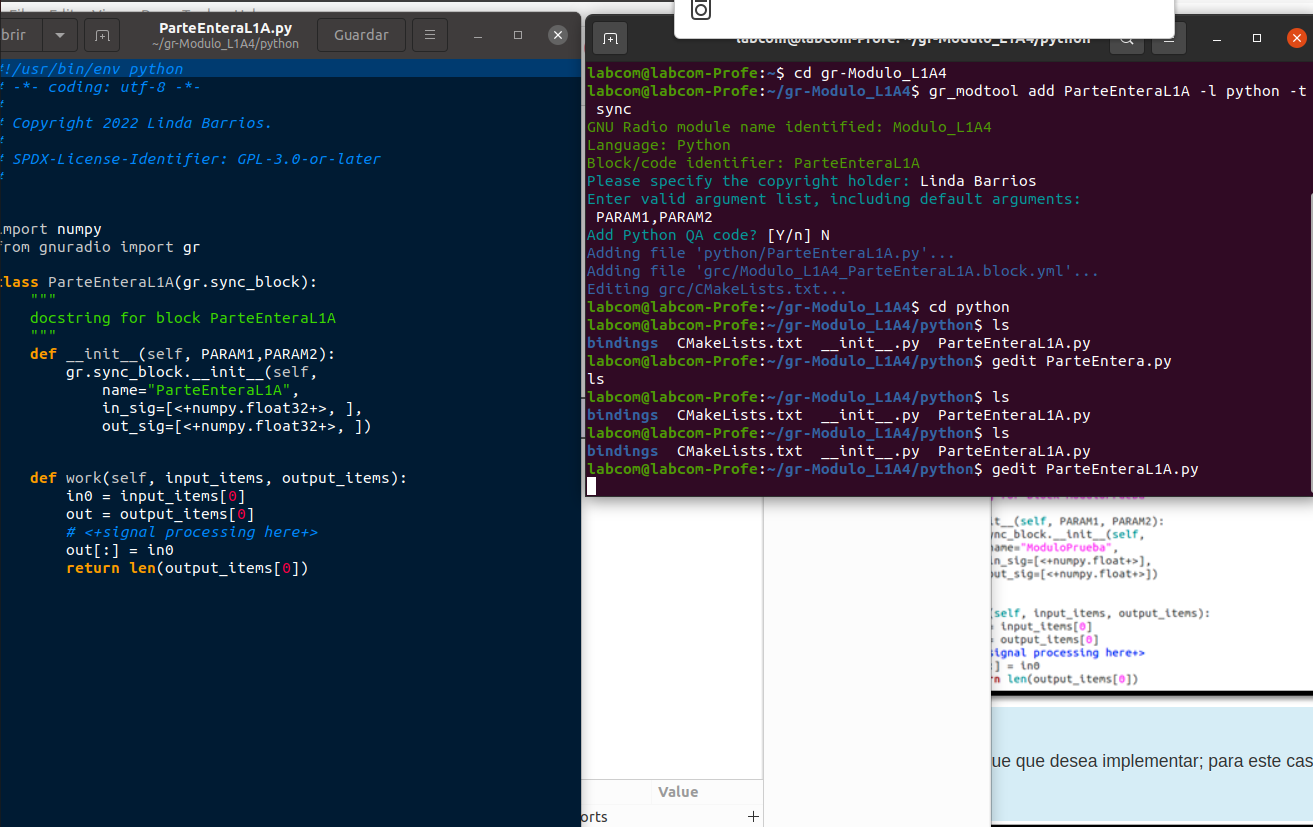 brir
ParteEnteraL1A.py
~/gr-Modulo_L1A4/python
Guardar
#!/usr/bin/env python
# -*- coding: utf-8 -*-
#
# Copyright 2022 Linda Barrios.
#
# SPDX-License-Identifier: GPL-3.0-or-later
#
import numpy
from gnuradio import gr
class ParteEnteraL1A(gr.sync_block):
"""
docstring for block ParteEnteraL1A
"""
def __init__(self, PARAM1,PARAM2):
gr.sync_block.__init__(self,
name="ParteEnteraL1A",
in_sig=[<+numpy.float32+>, ],
out_sig=[<+numpy.float32+>, ])
def work(self, input_items, output_items):
in0 = input_items[0]
out = output_items[0]
# <+signal processing here+>
out[:] = in0
return len(output_items[0])
labcom@labcom-Profe: ~/gr-Modulo_L1A4/python
labcom@labcom-Profe:~$ cd gr-Modulo_L1A4
labcom@labcom-Profe:~/gr-Modulo_L1A4$ gr_modtool add ParteEnteraL1A -l python -t
sync
GNU Radio module name identified: Modulo_L1A4
Language: Python
Block/code identifier: ParteEnteraL1A
Please specify the copyright holder: Linda Barrios
Enter valid argument list, including default arguments:
PARAM1,PARAM2
Add Python QA code? [Y/n] N
Adding file 'python/ParteEnteraL1A.py'...
Adding file 'grc/Modulo_L1A4_ParteEnteraL1A.block.yml'...
Editing grc/CMakeLists.txt...
labcom@labcom-Profe:~/gr-Modulo_L1A4$ cd python
labcom@labcom-Profe:~/gr-Modulo_L1A4/python$ ls
bindings CMakeLists.txt __init__.py ParteEnteraL1A.py
labcom@labcom-Profe:~/gr-Modulo_L1A4/python$ gedit ParteEntera.py
ls
labcom@labcom-Profe:~/gr-Modulo_L1A4/python$ ls
bindings CMakeLists.txt __init__.py ParteEnteraL1A.py
labcom@labcom-Profe:~/gr-Modulo_L1A4/python$ ls
bindings CMakeLists.txt __init__.py ParteEnteraL1A.py
labcom@labcom-Profe:~/gr-Modulo_L1A4/python$ gedit ParteEnteraL1A.py
it__(self, PARAM1, PARAM2):
nc_block.__init__(self,
ame="ModuloPrueba",
n_sig=[<+numpy.float+>],
ut_sig=[<+numpy.float+>])
(self, input_items, output_items):
= input_items[0]
= output_items[0]
signal processing here+>
:] = in0
n len(output_items[0])
ue que desea implementar; para este cas
Value
orts